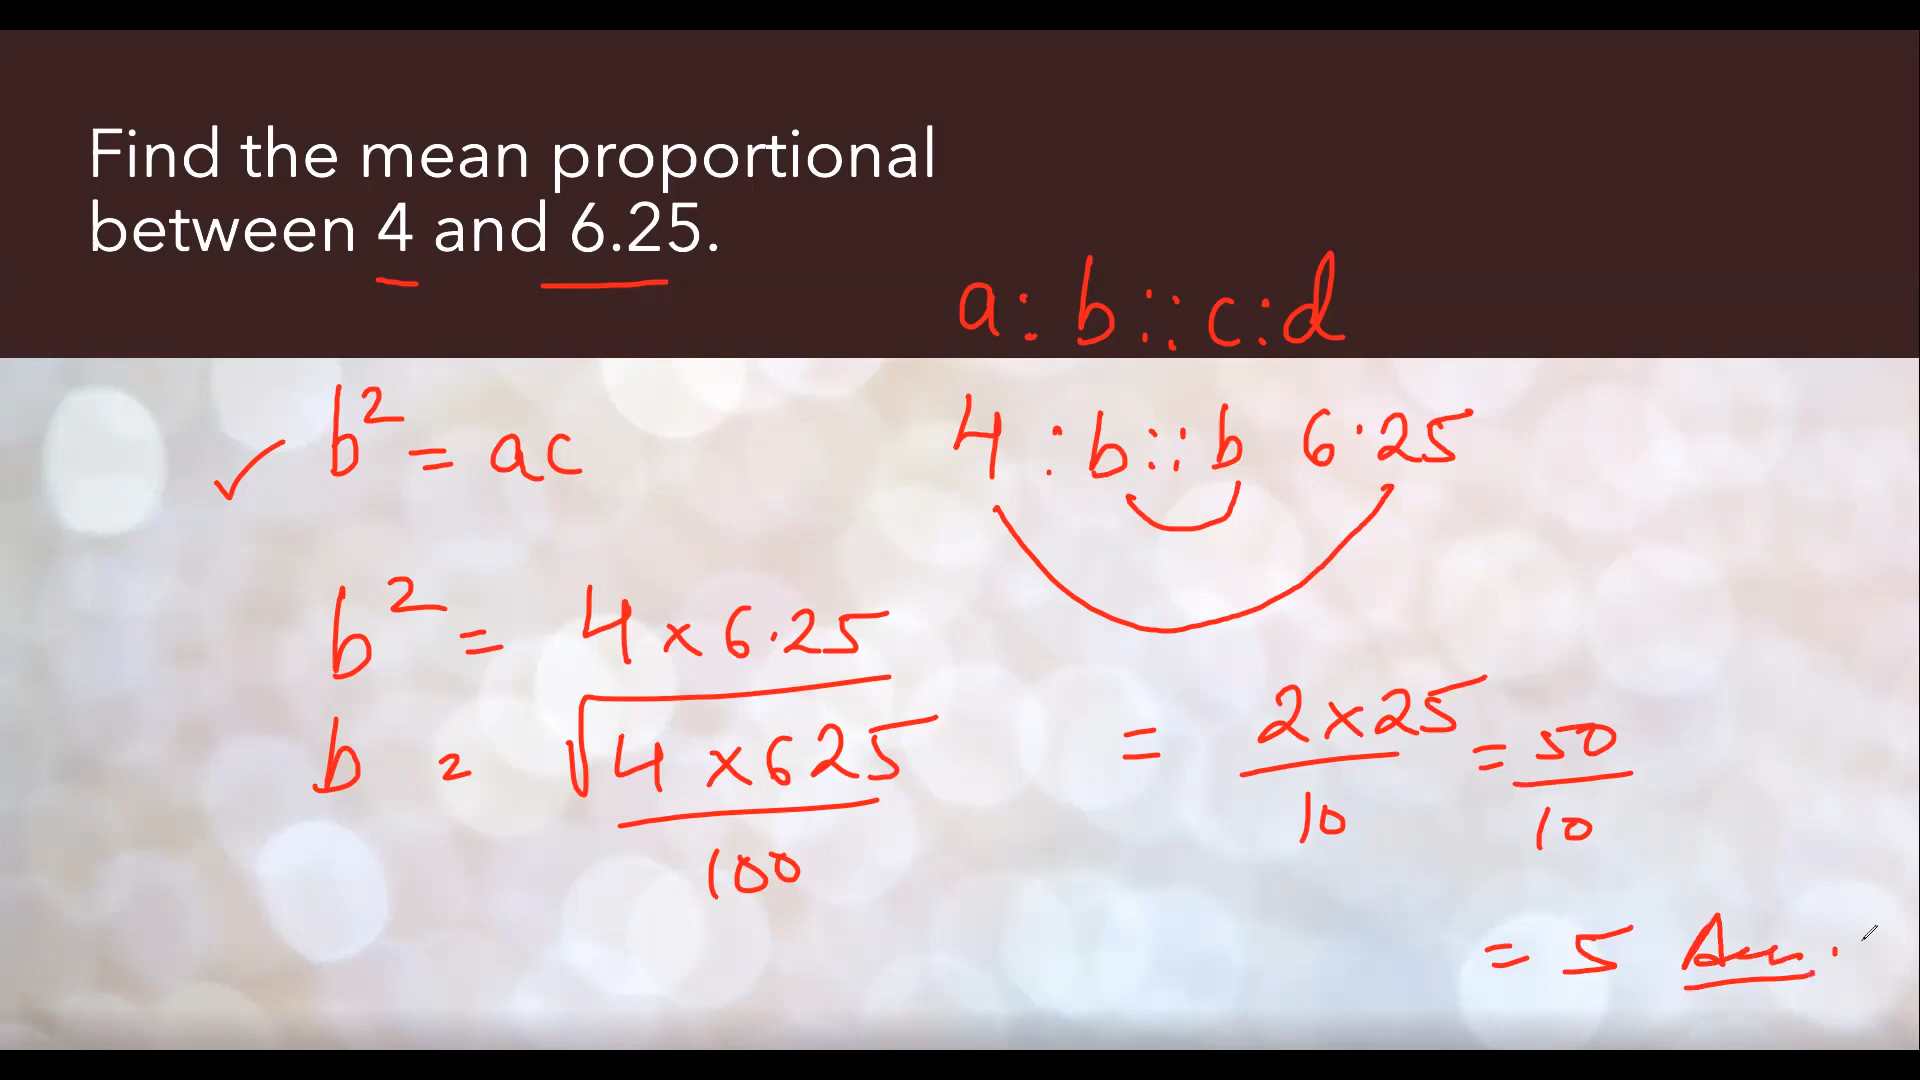 Find the mean proportional
between 4 and 6.25.
a : b :: c : d
b² = ac
4 : b :: b 6·25
b² = 4 × 6·25
b = √4 × 625
100
= 2 × 25
10
= 50
10
= 5 Ans.